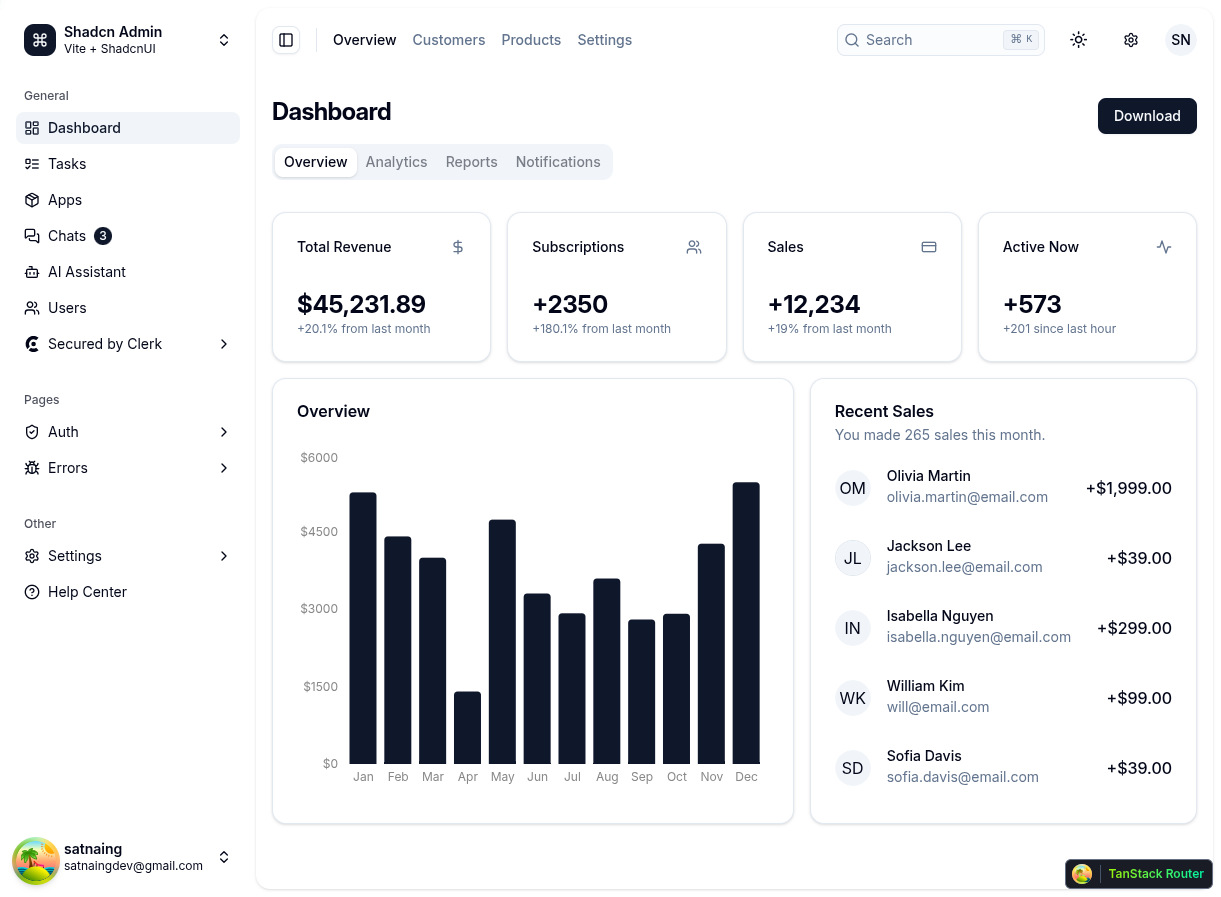 Shadcn Admin
Vite + ShadcnUI
General
Dashboard
Tasks
Apps
Chats 3
AI Assistant
Users
Secured by Clerk
Pages
Auth
Errors
Other
Settings
Help Center
satnaing
satnaingdev@gmail.com
Overview Customers Products Settings
Search ⌘ K
SN
Dashboard
Download
Overview Analytics Reports Notifications
Total Revenue
$45,231.89
+20.1% from last month
Subscriptions
+2350
+180.1% from last month
Sales
+12,234
+19% from last month
Active Now
+573
+201 since last hour
Overview
$6000
$4500
$3000
$1500
$0
Jan Feb Mar Apr May Jun Jul Aug Sep Oct Nov Dec
Recent Sales
You made 265 sales this month.
OM Olivia Martin +$1,999.00
olivia.martin@email.com
JL Jackson Lee +$39.00
jackson.lee@email.com
IN Isabella Nguyen +$299.00
isabella.nguyen@email.com
WK William Kim +$99.00
will@email.com
SD Sofia Davis +$39.00
sofia.davis@email.com
TanStack Router